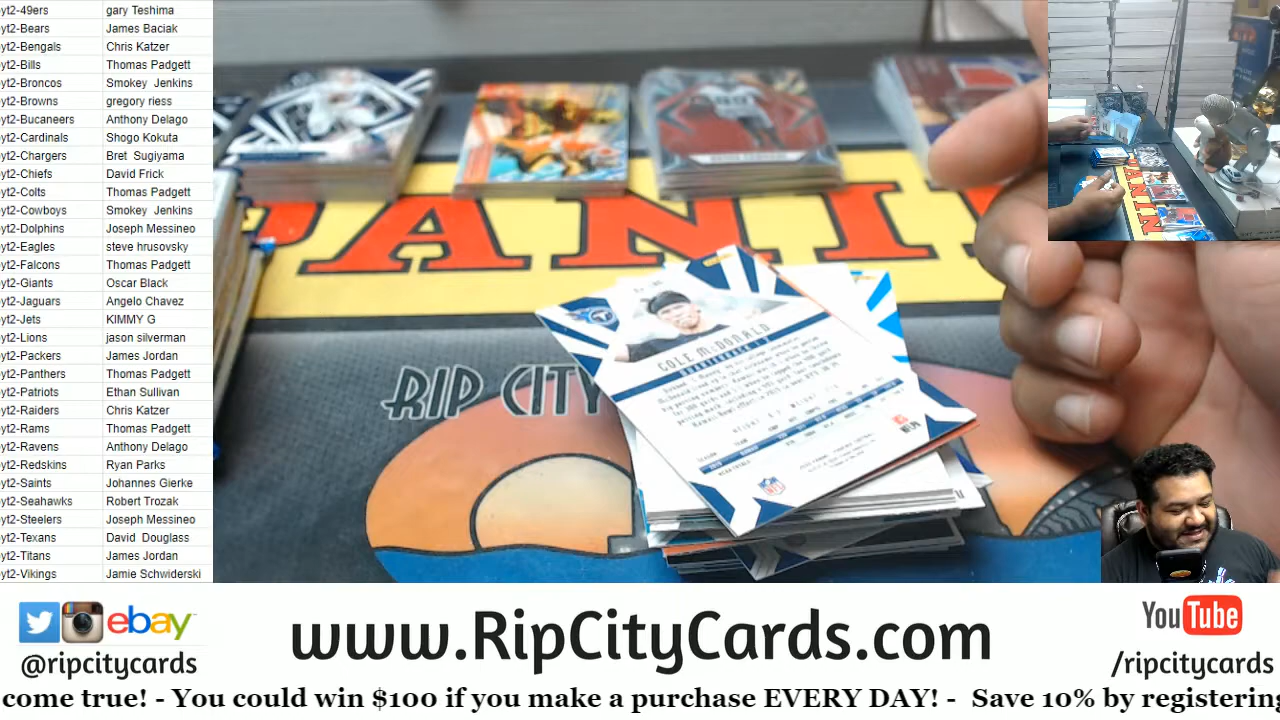 yt2-49ers gary Teshima
yt2-Bears James Baciak
yt2-Bengals Chris Katzer
yt2-Bills Thomas Padgett
yt2-Broncos Smokey Jenkins
yt2-Browns gregory riess
yt2-Bucaneers Anthony Delago
yt2-Cardinals Shogo Kokuta
yt2-Chargers Bret Sugiyama
yt2-Chiefs David Frick
yt2-Colts Thomas Padgett
yt2-Cowboys Smokey Jenkins
yt2-Dolphins Joseph Messineo
yt2-Eagles steve hrusovsky
yt2-Falcons Thomas Padgett
yt2-Giants Oscar Black
yt2-Jaguars Angelo Chavez
yt2-Jets KIMMY G
yt2-Lions jason silverman
yt2-Packers James Jordan
yt2-Panthers Thomas Padgett
yt2-Patriots Ethan Sullivan
yt2-Raiders Chris Katzer
yt2-Rams Thomas Padgett
yt2-Ravens Anthony Delago
yt2-Redskins Ryan Parks
yt2-Saints Johannes Gierke
yt2-Seahawks Robert Trozak
yt2-Steelers Joseph Messineo
yt2-Texans David Douglass
yt2-Titans James Jordan
yt2-Vikings Jamie Schwiderski
PANINI
RIP CITY
COLE McDONALD
QUARTERBACK
NFL
NFLPA
ebay
@ripcitycards
www.RipCityCards.com
YouTube
/ripcitycards
come true! - You could win $100 if you make a purchase EVERY DAY! - Save 10% by registering